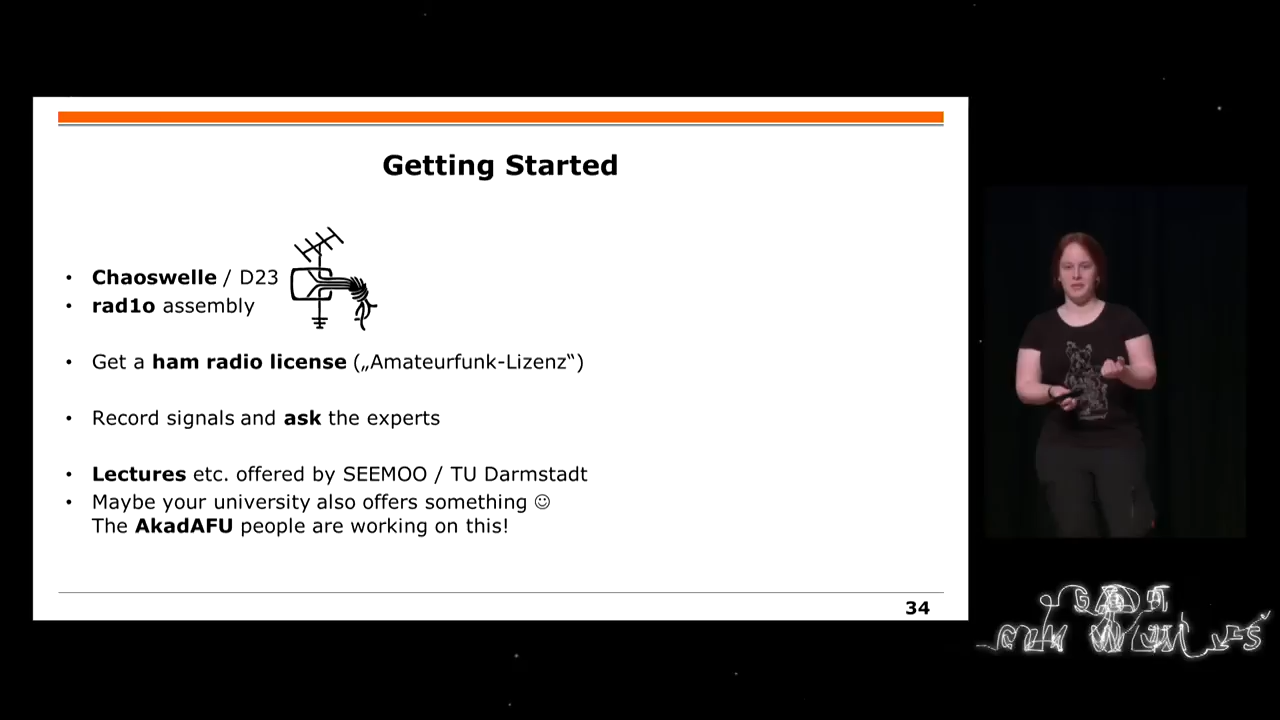 Getting Started
• Chaoswelle / D23
• rad1o assembly
• Get a ham radio license („Amateurfunk-Lizenz“)
• Record signals and ask the experts
• Lectures etc. offered by SEEMOO / TU Darmstadt
• Maybe your university also offers something ☺
The AkadAFU people are working on this!
34